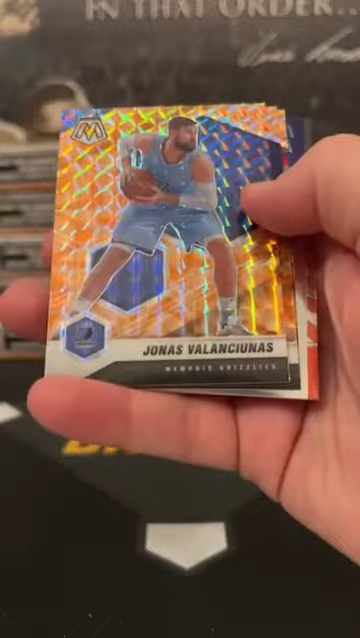 IN THAT ORDER..
M
JONAS VALANCIUNAS
MEMPHIS GRIZZLIES